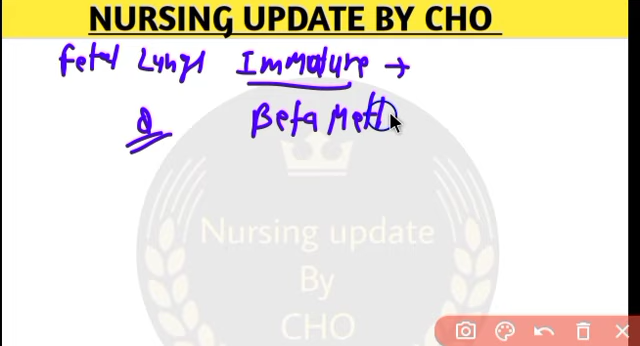 NURSING UPDATE BY CHO
Fetal Lungs Immature →
Q Beta Meth
Nursing update
By
CHO